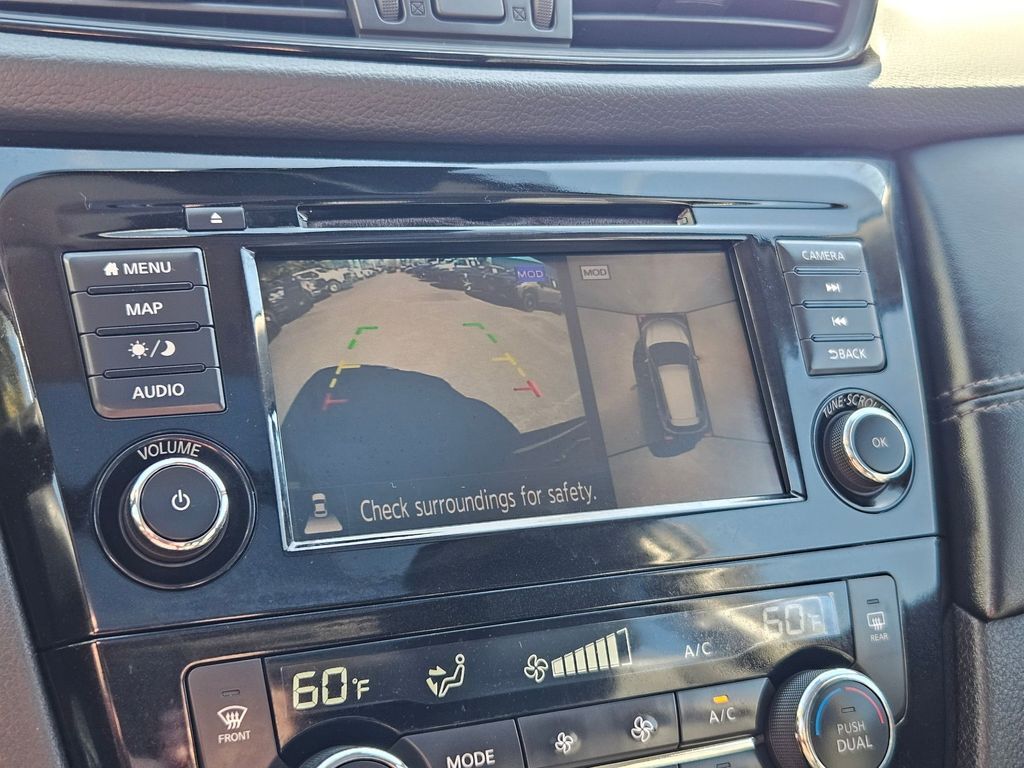 MENU
MAP
AUDIO
VOLUME
MOD
MOD
Check surroundings for safety.
CAMERA
BACK
TUNE·SCROLL
OK
60°F
A/C
60°F
REAR
FRONT
MODE
A/C
PUSH
DUAL